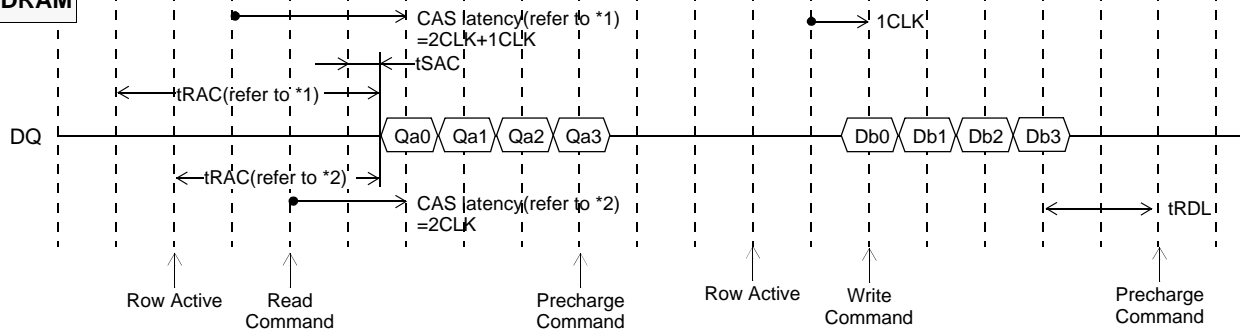 DRAM
CAS latency(refer to *1)
=2CLK+1CLK
1CLK
tSAC
tRAC(refer to *1)
DQ
Qa0 Qa1 Qa2 Qa3 Db0 Db1 Db2 Db3
tRAC(refer to *2)
CAS latency(refer to *2)
=2CLK
tRDL
Row Active
Read
Command
Precharge
Command
Row Active
Write
Command
Precharge
Command